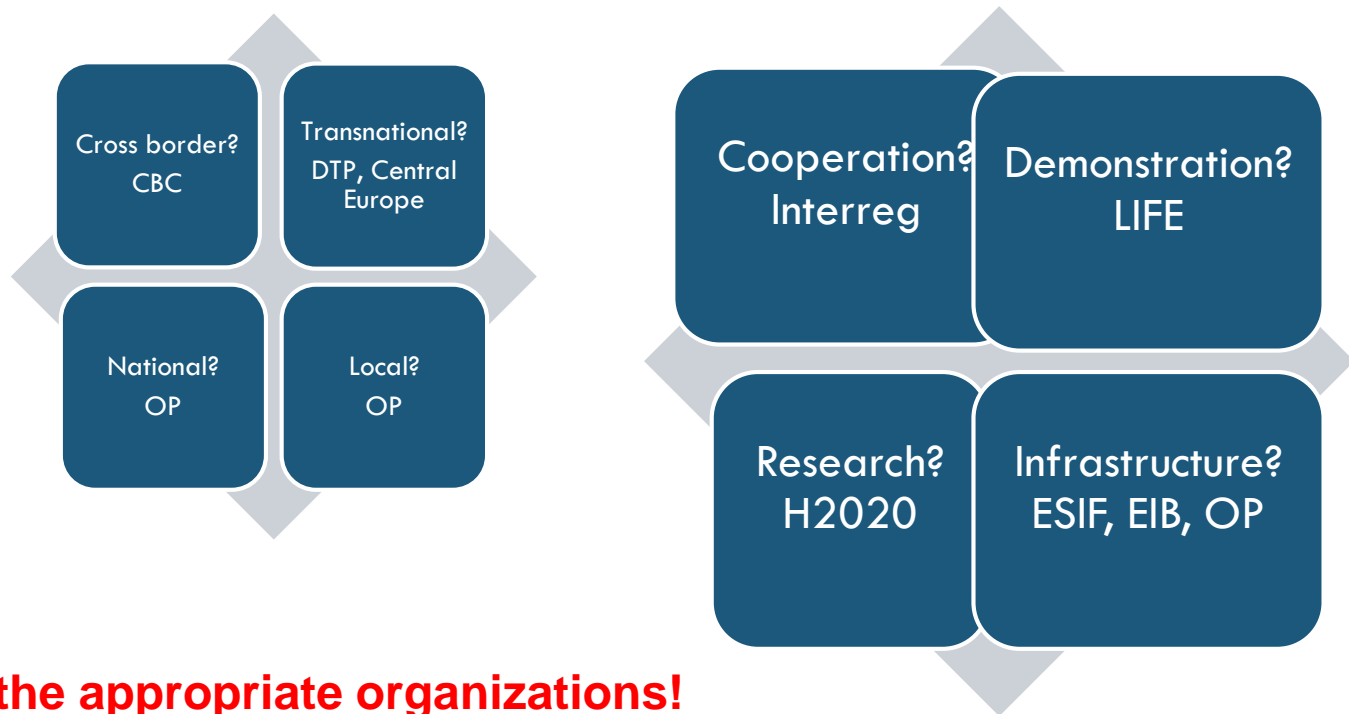 Cross border?
CBC
Transnational?
DTP, Central
Europe
National?
OP
Local?
OP
Cooperation?
Interreg
Demonstration?
LIFE
Research?
H2020
Infrastructure?
ESIF, EIB, OP
the appropriate organizations!